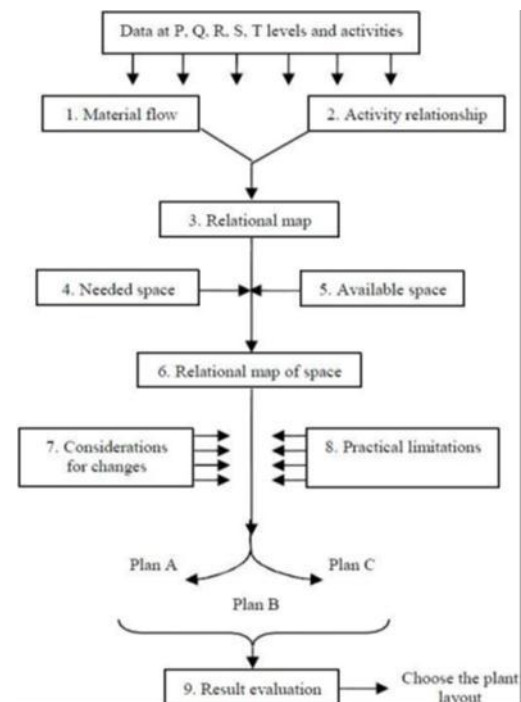 Data at P. Q. R. S. T levels and activities
1. Material flow
2. Activity relationship
3. Relational map
4. Needed space
5. Available space
6. Relational map of space
7. Considerations
for changes
8. Practical limitations
Plan A
Plan C
Plan B
9. Result evaluation
Choose the plant
layout